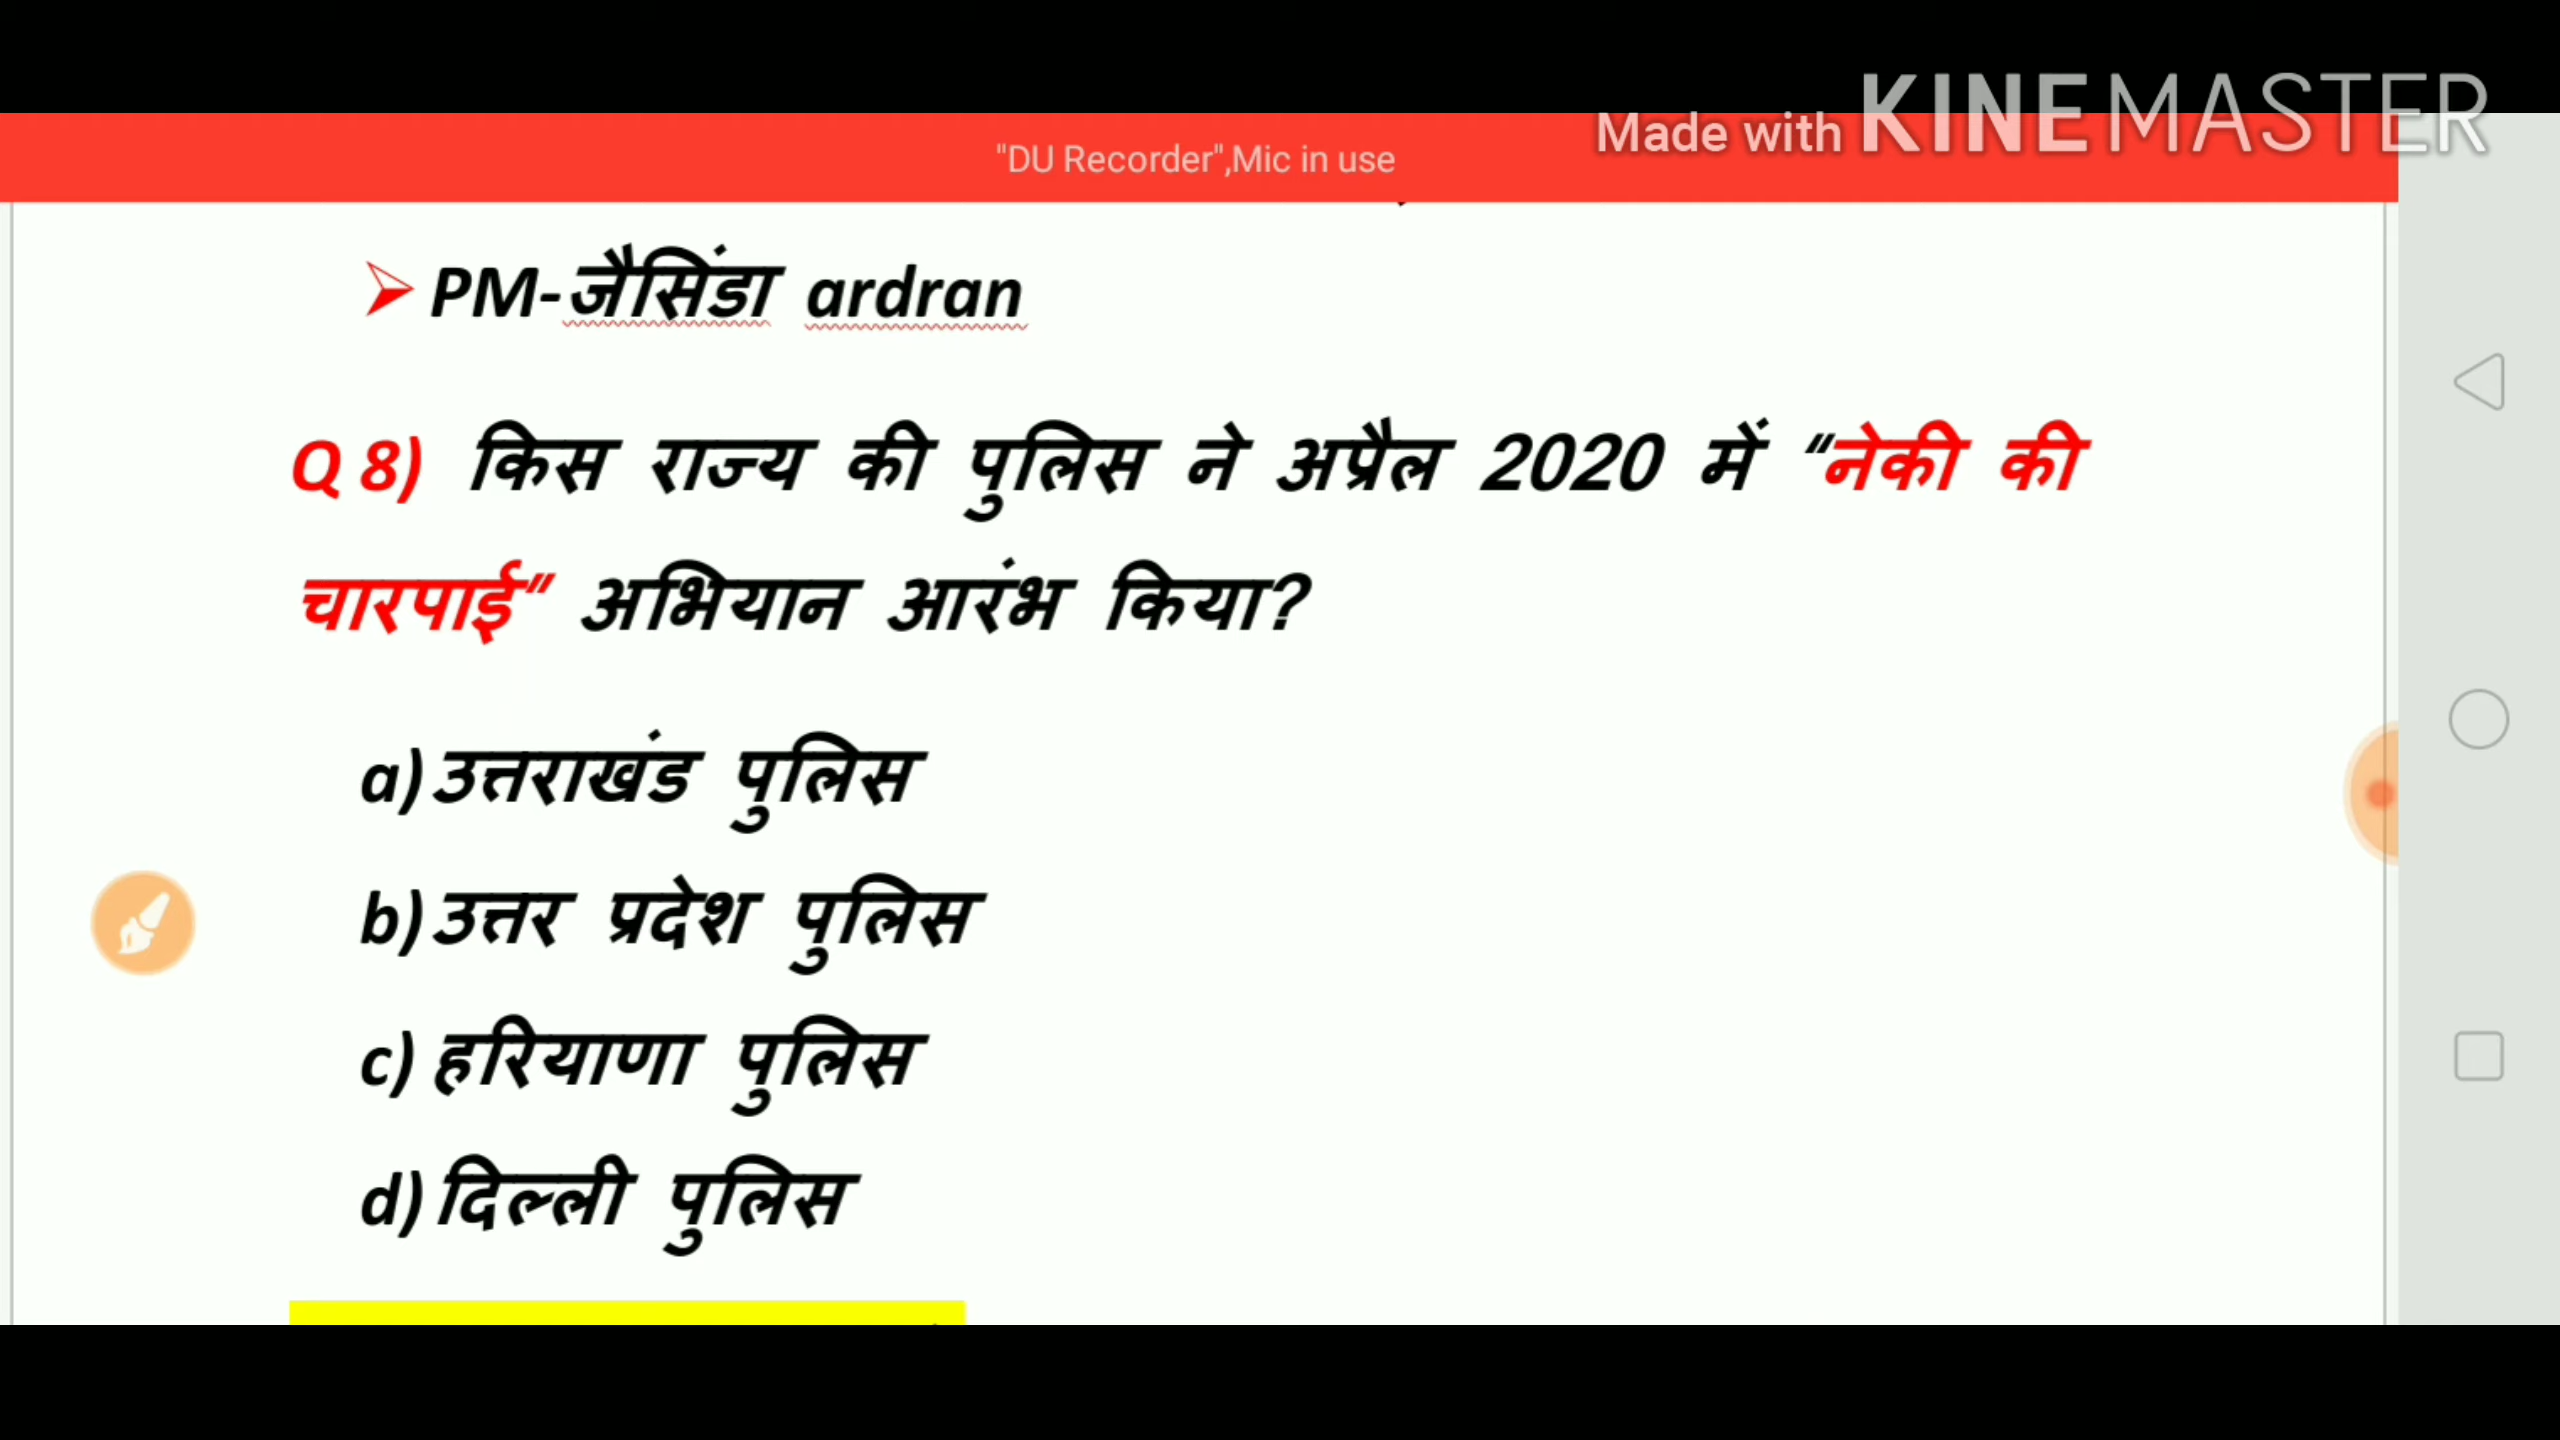 Made with KINEMASTER
"DU Recorder",Mic in use
PM-जैसिंडा ardran
Q 8) किस राज्य की पुलिस ने अप्रैल 2020 में “नेकी की
चारपाई” अभियान आरंभ किया?
a) उत्तराखंड पुलिस
b) उत्तर प्रदेश पुलिस
c) हरियाणा पुलिस
d) दिल्ली पुलिस